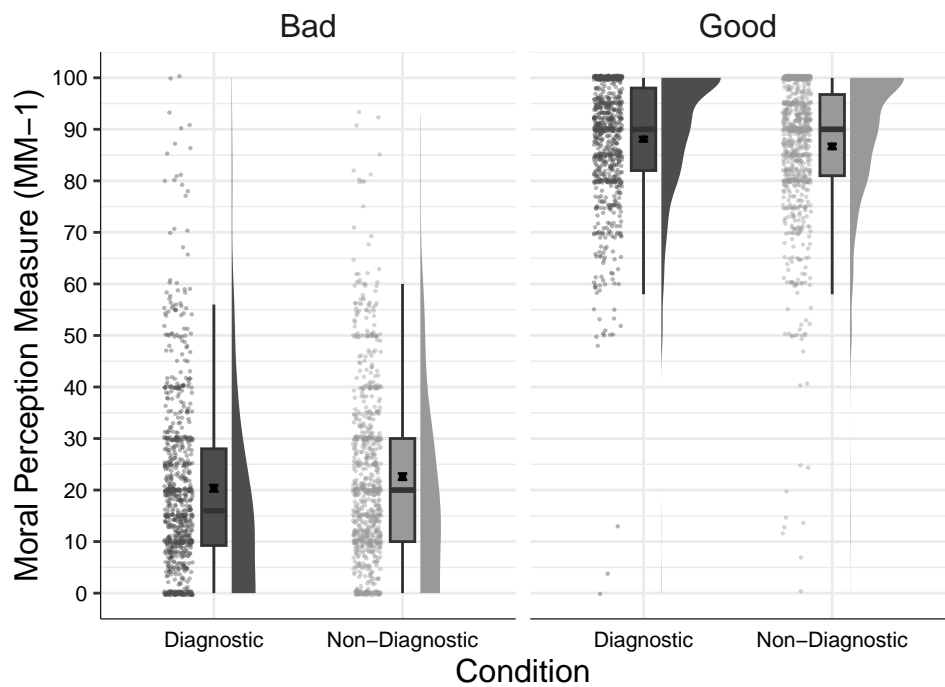 Bad
Good
Moral Perception Measure (MM−1)
100
90
80
70
60
50
40
30
20
10
0
Diagnostic
Non−Diagnostic
Diagnostic
Non−Diagnostic
Condition